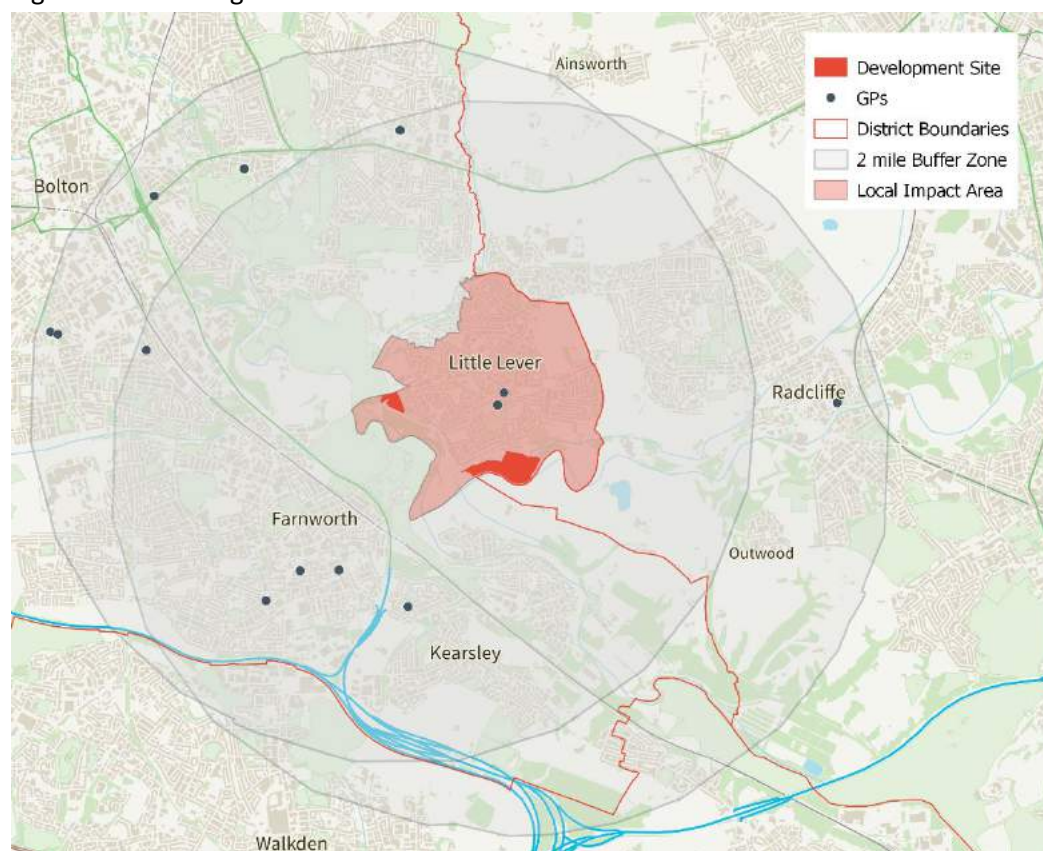 Ainsworth
Development Site
GPs
District Boundaries
2 mile Buffer Zone
Local Impact Area
Bolton
Little Lever
Radcliffe
Farnworth
Outwood
Kearsley
Walkden